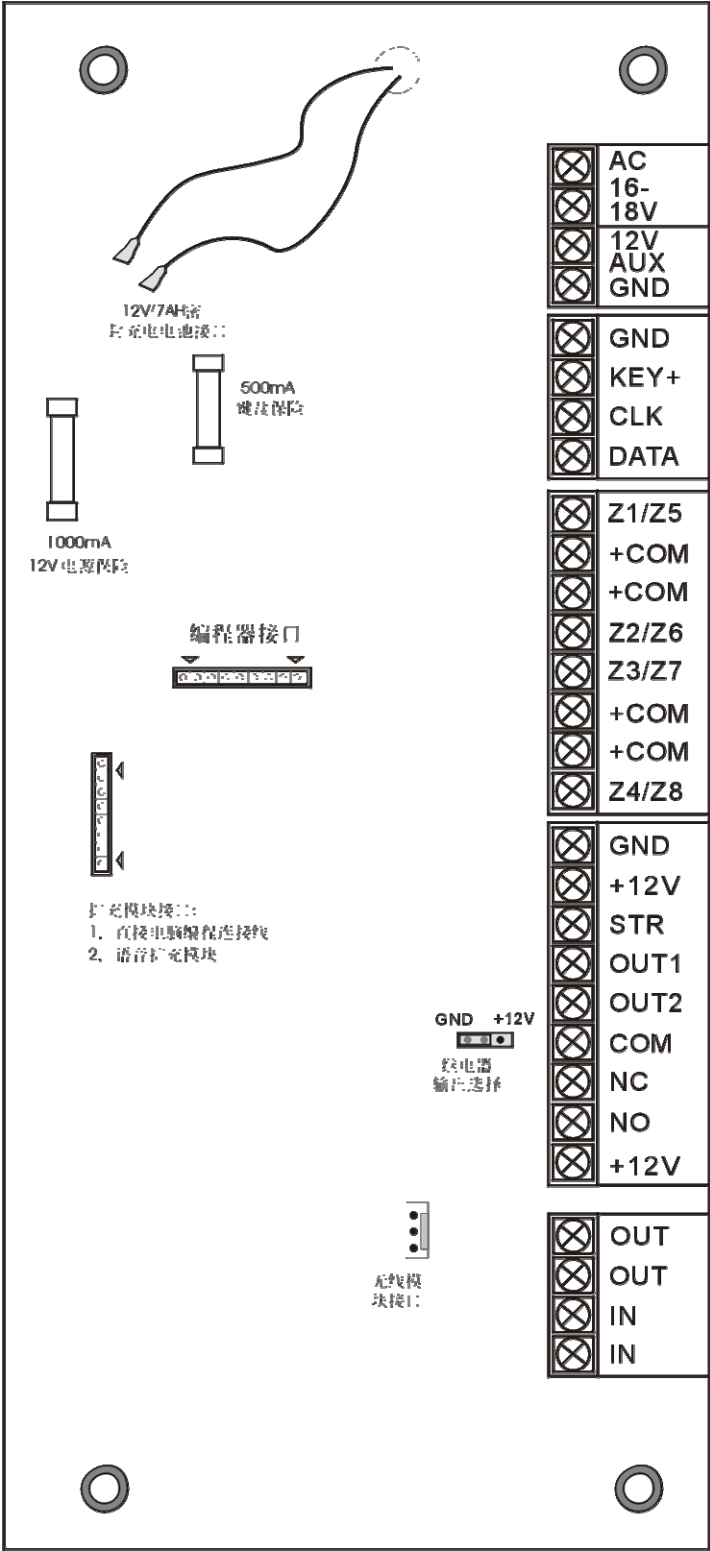 AC
16-
18V
12V
AUX
GND
12V/7AH密
封充电电池接口
GND
KEY+
CLK
DATA
500mA
键盘保险
1000mA
12V电源保险
Z1/Z5
+COM
+COM
Z2/Z6
Z3/Z7
+COM
+COM
Z4/Z8
编程器接口
扩充模块接口:
1、直接电脑编程连接线
2、语音扩充模块
GND
+12V
STR
OUT1
OUT2
COM
NC
NO
+12V
GND +12V
继电器
输出选择
无线模
块接口
OUT
OUT
IN
IN